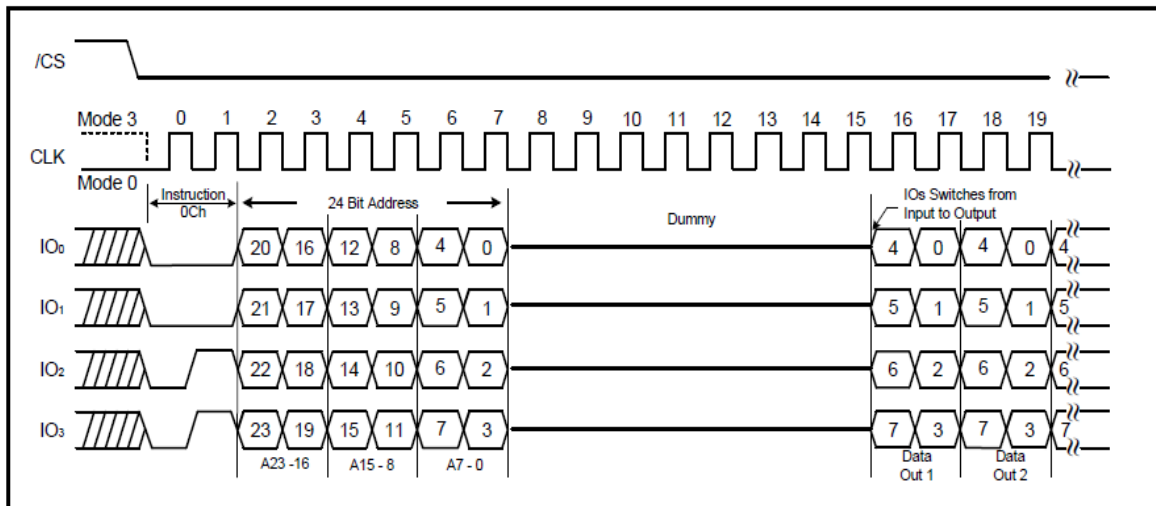 /CS
Mode 3 0 1 2 3 4 5 6 7 8 9 10 11 12 13 14 15 16 17 18 19
CLK
Mode 0
Instruction
0Ch
24 Bit Address
Dummy
IOs Switches from
Input to Output
IO0 20 16 12 8 4 0 4 0 4 0 4
IO1 21 17 13 9 5 1 5 1 5 1 5
IO2 22 18 14 10 6 2 6 2 6 2 6
IO3 23 19 15 11 7 3 7 3 7 3 7
A23 -16 A15 - 8 A7 - 0
Data
Out 1
Data
Out 2